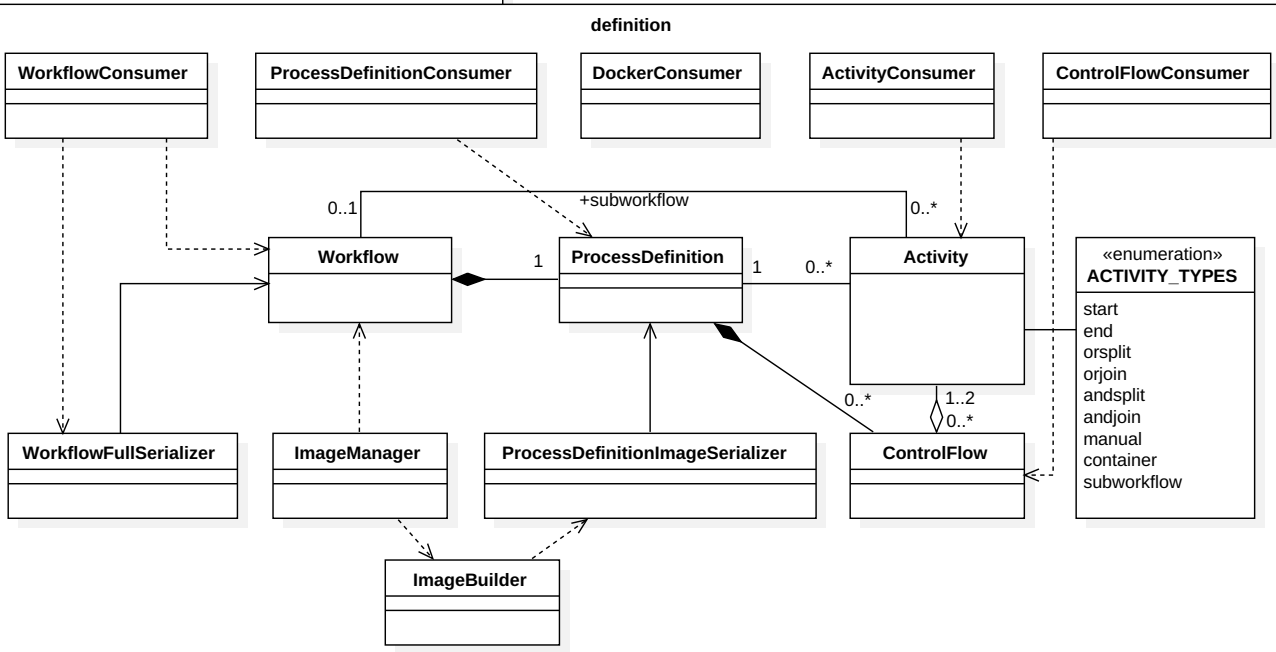 definition
WorkflowConsumer
ProcessDefinitionConsumer
DockerConsumer
ActivityConsumer
ControlFlowConsumer
+subworkflow
0..1
0..*
Workflow
1
ProcessDefinition
1
0..*
Activity
«enumeration»
ACTIVITY_TYPES
start
end
orsplit
orjoin
andsplit
andjoin
manual
container
subworkflow
0..*
1..2
0..*
WorkflowFullSerializer
ImageManager
ProcessDefinitionImageSerializer
ControlFlow
ImageBuilder